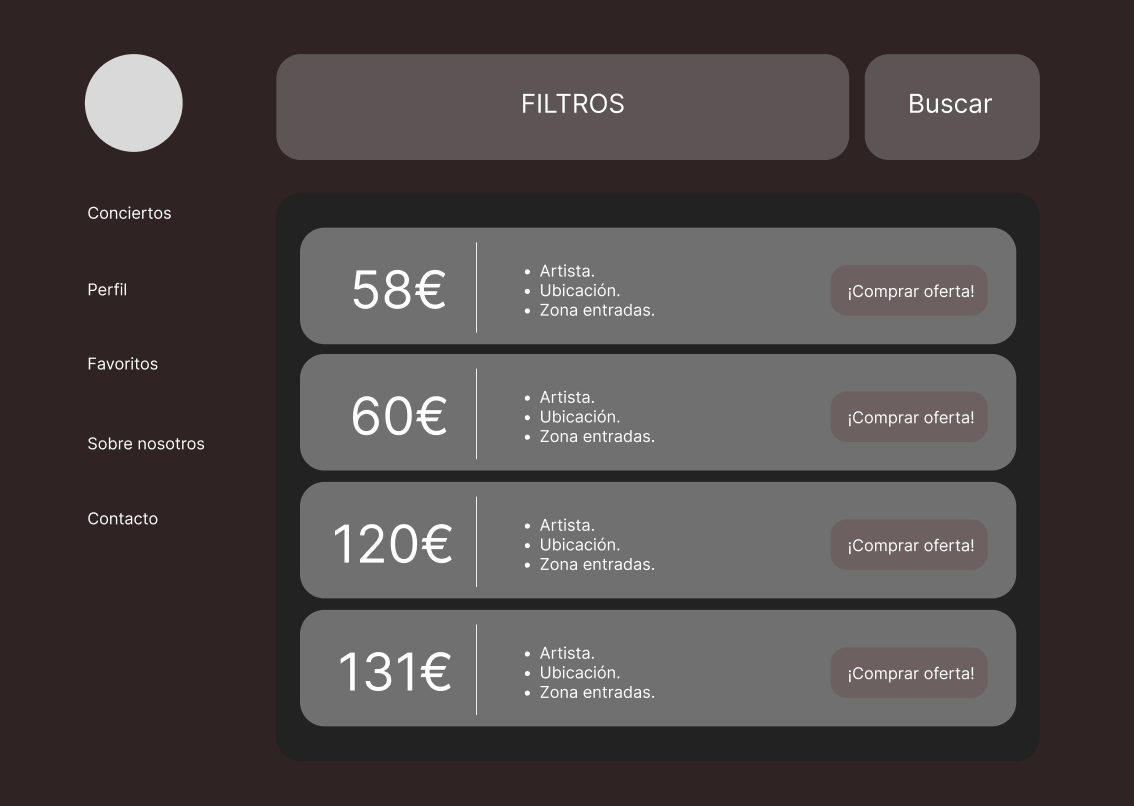 FILTROS
Buscar
Conciertos
Perfil
Favoritos
Sobre nosotros
Contacto
58€
• Artista.
• Ubicación.
• Zona entradas.
¡Comprar oferta!
60€
• Artista.
• Ubicación.
• Zona entradas.
¡Comprar oferta!
120€
• Artista.
• Ubicación.
• Zona entradas.
¡Comprar oferta!
131€
• Artista.
• Ubicación.
• Zona entradas.
¡Comprar oferta!